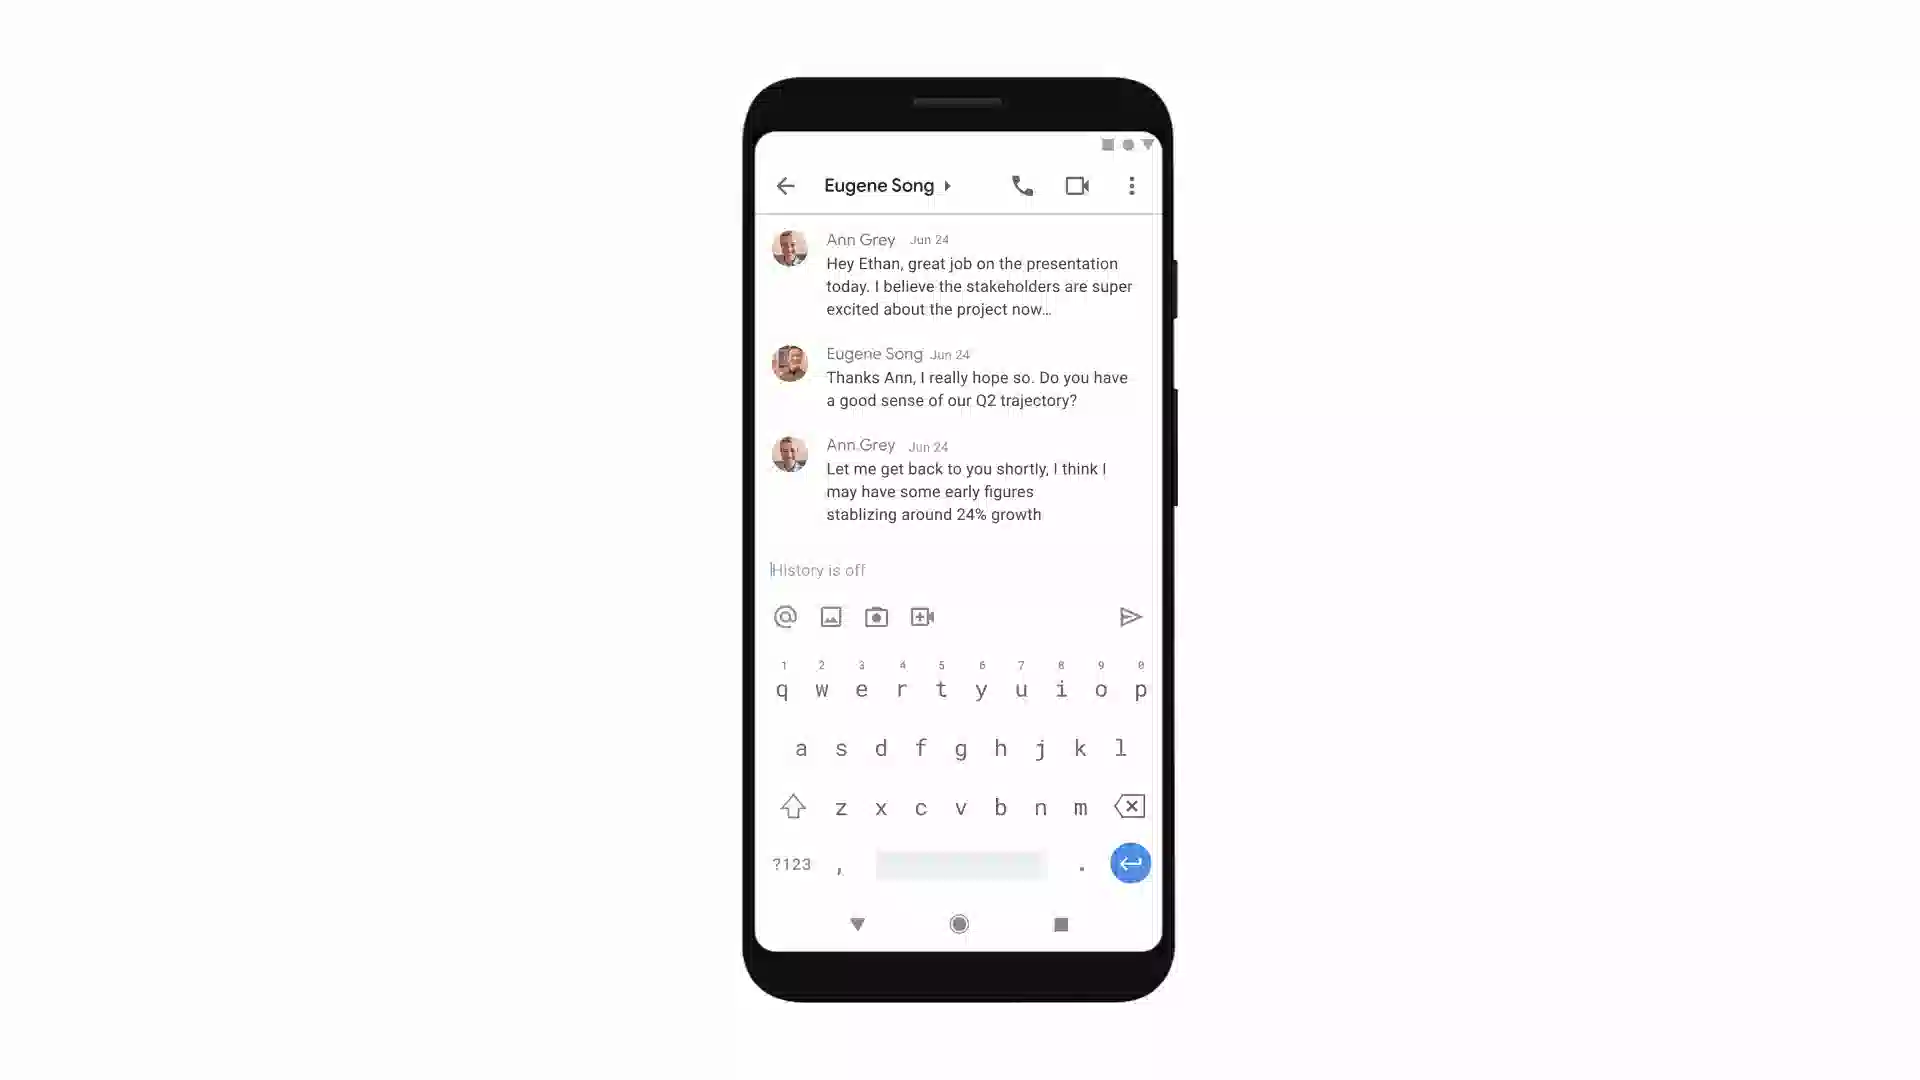 Eugene Song
Ann Grey Jun 24
Hey Ethan, great job on the presentation
today. I believe the stakeholders are super
excited about the project now...
Eugene Song Jun 24
Thanks Ann, I really hope so. Do you have
a good sense of our Q2 trajectory?
Ann Grey Jun 24
Let me get back to you shortly, I think I
may have some early figures
stablizing around 24% growth
History is off
1 2 3 4 5 6 7 8 9 0
q w e r t y u i o p
a s d f g h j k l
z x c v b n m
?123 , .